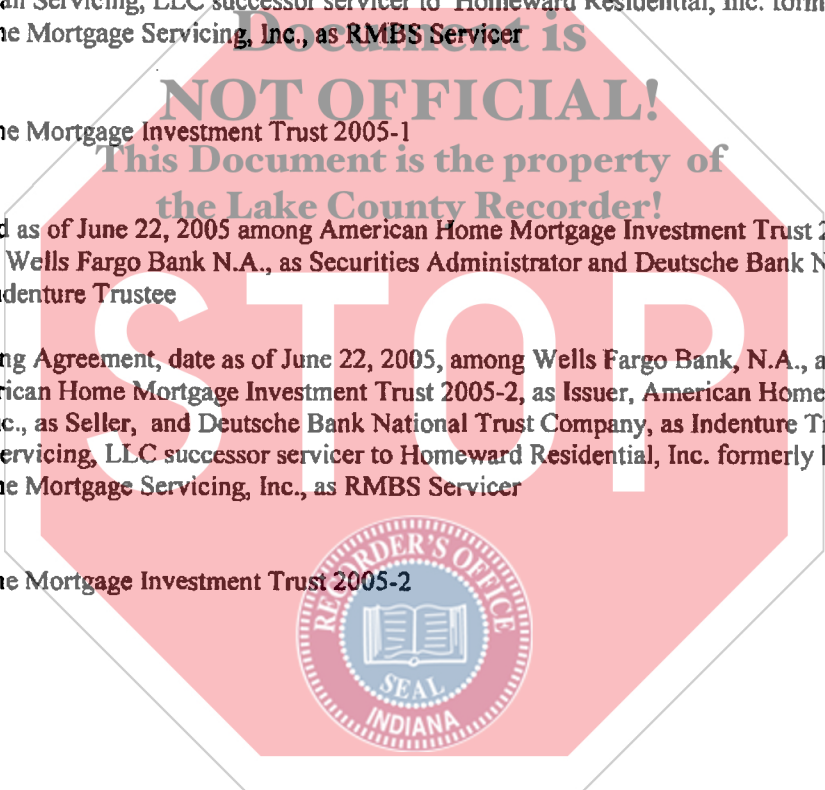 Servicing, LLC successor servicer to Homeward Residential, Inc. form
e Mortgage Servicing, Inc., as RMBS Servicer
Document is
NOT OFFICIAL!
e Mortgage Investment Trust 2005-1
This Document is the property of
the Lake County Recorder!
d as of June 22, 2005 among American Home Mortgage Investment Trust 2
Wells Fargo Bank N.A., as Securities Administrator and Deutsche Bank N
denture Trustee
STOP
ng Agreement, date as of June 22, 2005, among Wells Fargo Bank, N.A., a
rican Home Mortgage Investment Trust 2005-2, as Issuer, American Home
c., as Seller, and Deutsche Bank National Trust Company, as Indenture T
ervicing, LLC successor servicer to Homeward Residential, Inc. formerly
e Mortgage Servicing, Inc., as RMBS Servicer
e Mortgage Investment Trust 2005-2
RECORDER'S OFFICE
SEAL
INDIANA